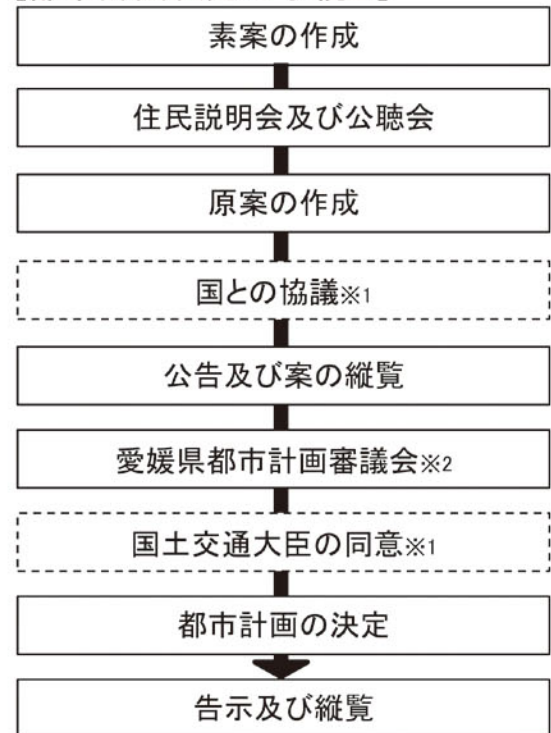 素案の作成
住民説明会及び公聴会
原案の作成
国との協議※1
公告及び案の縦覧
愛媛県都市計画審議会※2
国土交通大臣の同意※1
都市計画の決定
告示及び縦覧